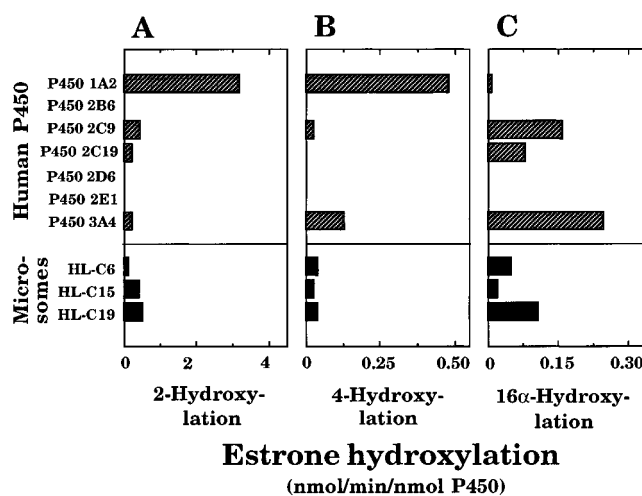 A
B
C
Human P450
P450 1A2
P450 2B6
P450 2C9
P450 2C19
P450 2D6
P450 2E1
P450 3A4
Micro-
somes
HL-C6
HL-C15
HL-C19
0 2 4
0 0.25 0.50
0 0.15 0.30
2-Hydroxy-
lation
4-Hydroxy-
lation
16α-Hydroxy-
lation
Estrone hydroxylation
(nmol/min/nmol P450)